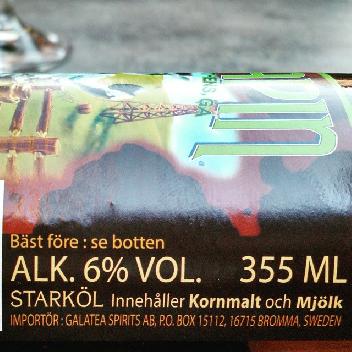 Bäst före : se botten
ALK. 6% VOL. 355 ML
STARKÖL Innehåller Kornmalt och Mjölk
IMPORTÖR : GALATEA SPIRITS AB, P.O. BOX 15112, 16715 BROMMA, SWEDEN